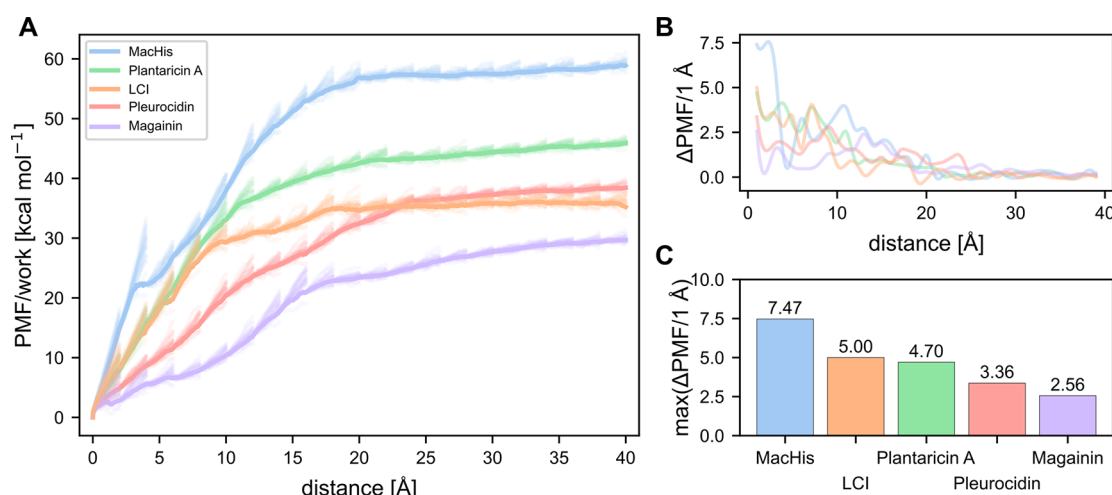 A
MacHis
Plantaricin A
LCI
Pleurocidin
Magainin
PMF/work [kcal mol⁻¹]
60
50
40
30
20
10
0
0 5 10 15 20 25 30 35 40
distance [Å]
B
ΔPMF/1 Å
7.5
5.0
2.5
0.0
0 10 20 30 40
distance [Å]
C
max(ΔPMF/1 Å)
10.0
7.5
5.0
2.5
0.0
7.47 5.00 4.70 3.36 2.56
MacHis Plantaricin A Magainin
LCI Pleurocidin